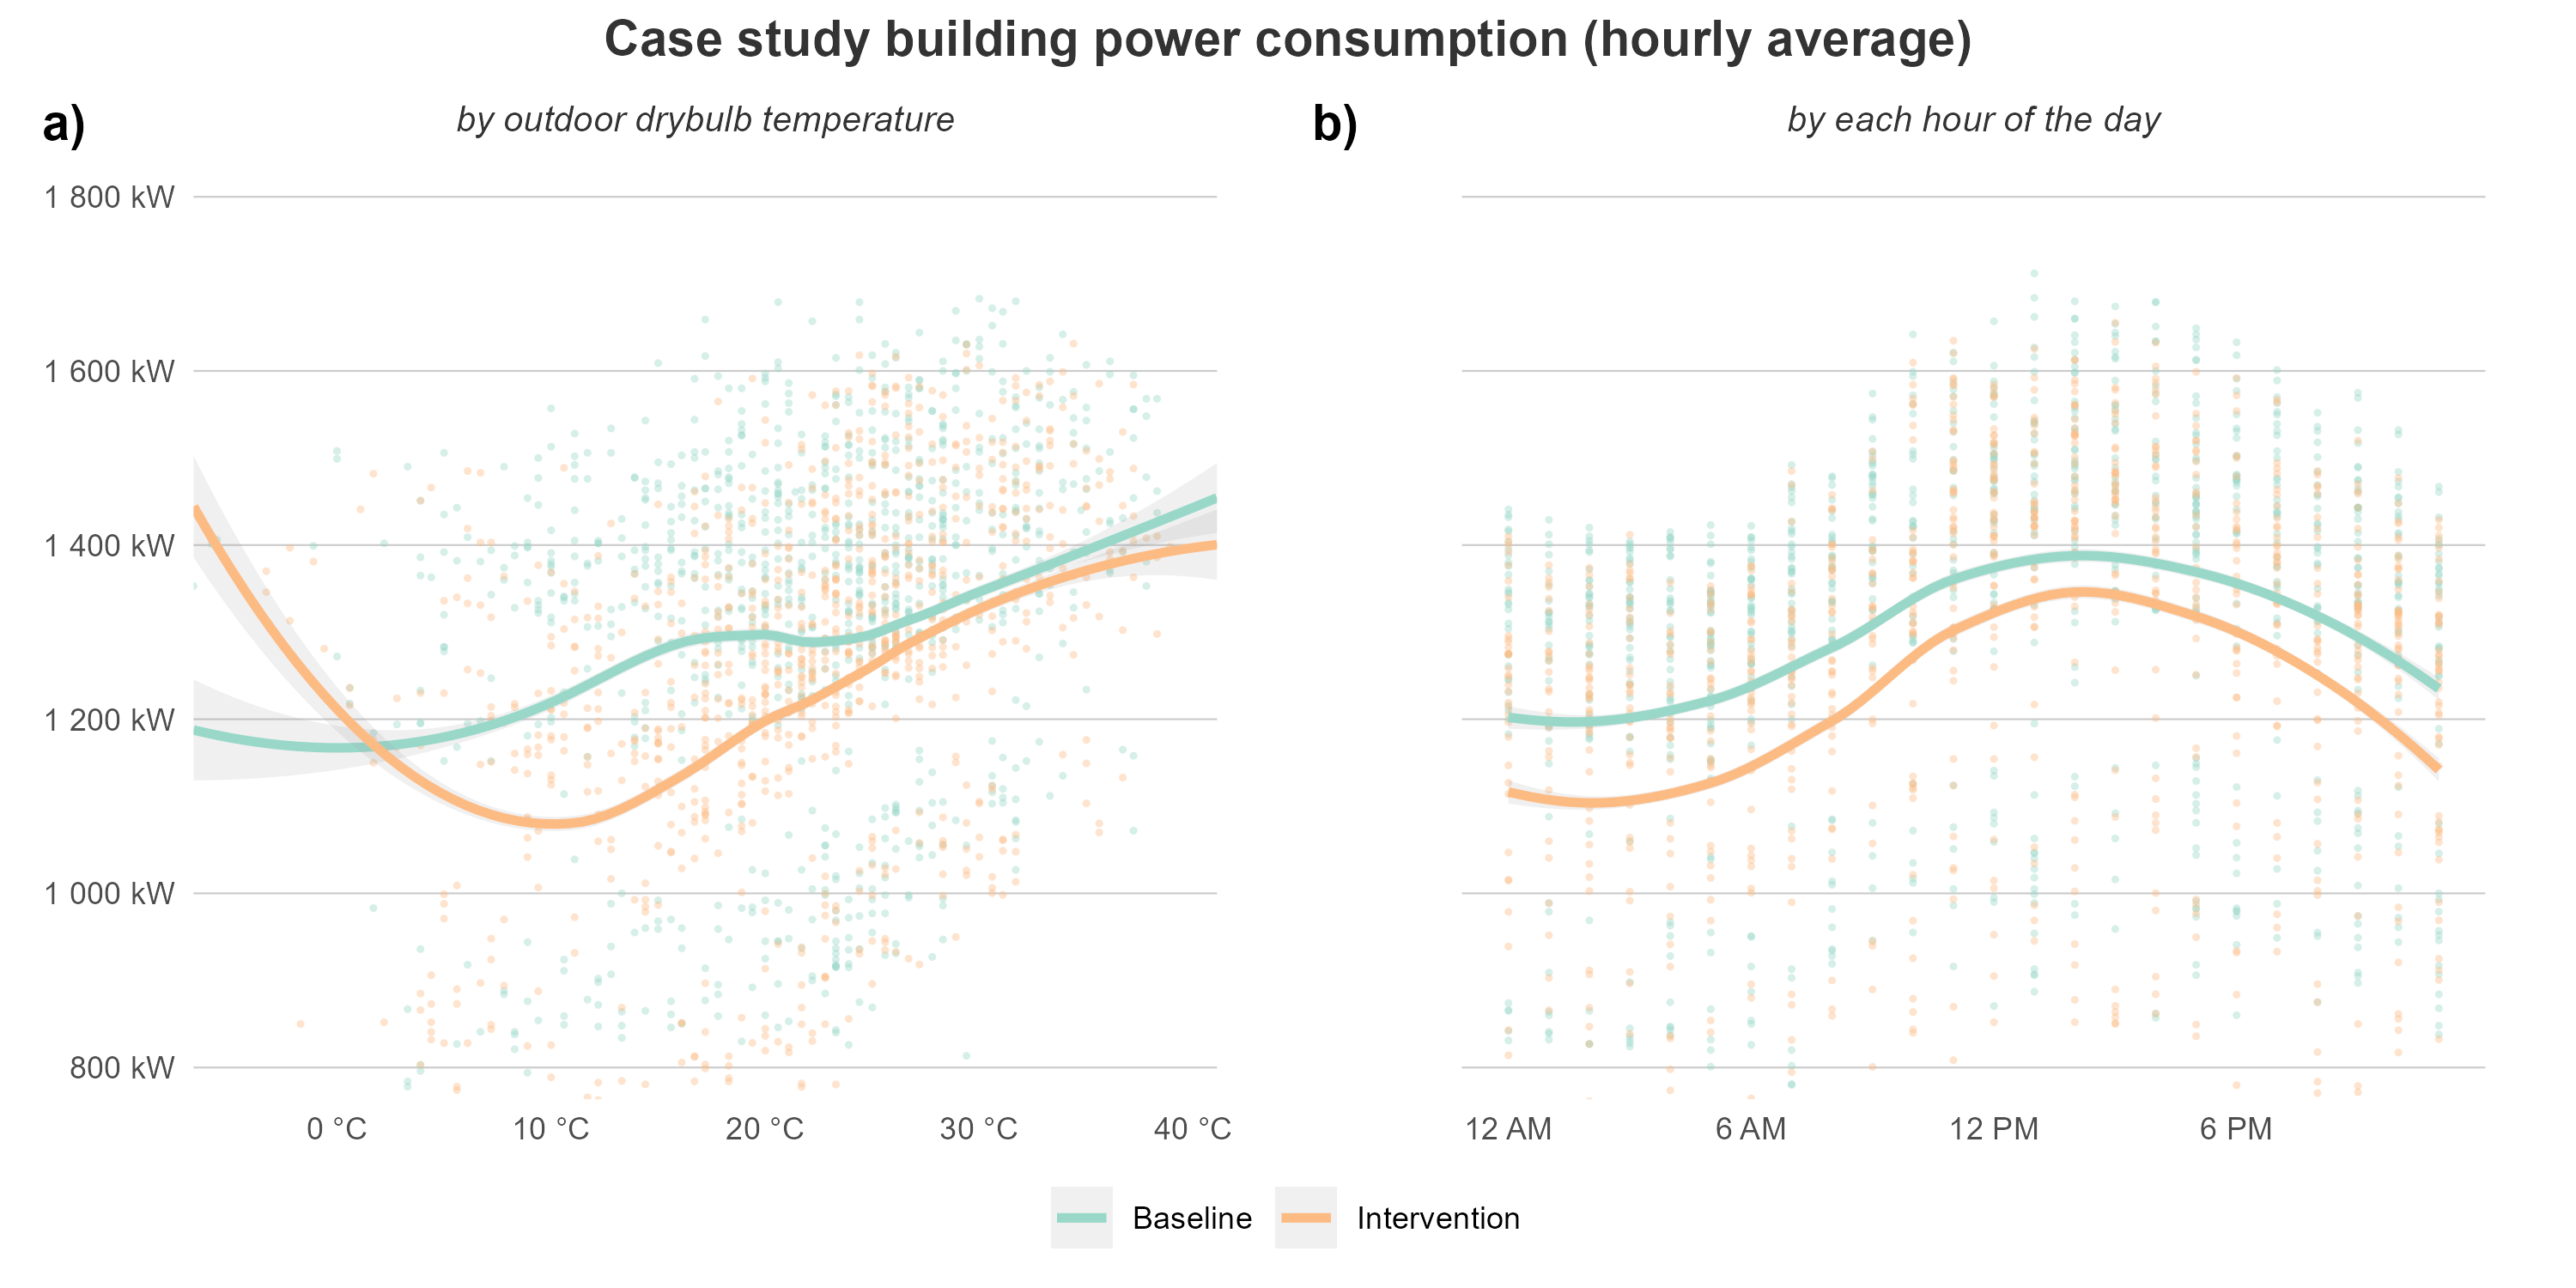 Case study building power consumption (hourly average)
a)
by outdoor drybulb temperature
b)
by each hour of the day
1 800 kW
1 600 kW
1 400 kW
1 200 kW
1 000 kW
800 kW
0 °C 10 °C 20 °C 30 °C 40 °C
12 AM 6 AM 12 PM 6 PM
Baseline Intervention